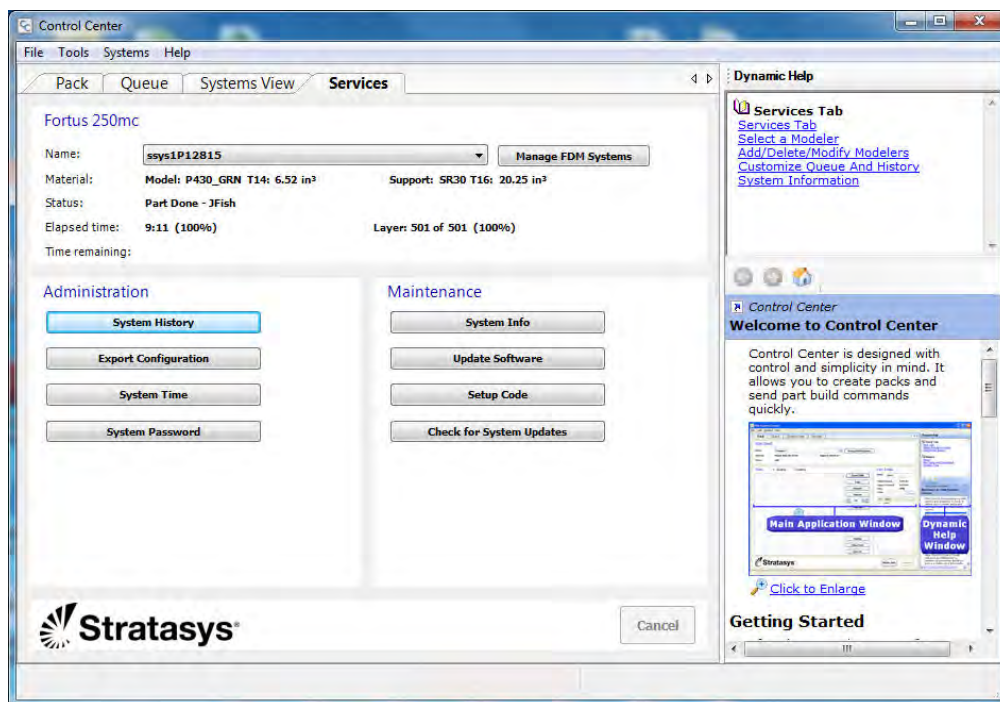 Control Center
File Tools Systems Help
Pack Queue Systems View Services
Fortus 250mc
Name: ssys1P12815 Manage FDM Systems
Material: Model: P430_GRN T14: 6.52 in³ Support: SR30 T16: 20.25 in³
Status: Part Done - JFish
Elapsed time: 9:11 (100%) Layer: 501 of 501 (100%)
Time remaining:
Administration
System History
Export Configuration
System Time
System Password
Maintenance
System Info
Update Software
Setup Code
Check for System Updates
Stratasys
Cancel
Dynamic Help
Services Tab
Services Tab
Select a Modeler
Add/Delete/Modify Modelers
Customize Queue And History
System Information
Control Center
Welcome to Control Center
Control Center is designed with
control and simplicity in mind. It
allows you to create packs and
send part build commands
quickly.
Main Application Window
Dynamic
Help
Window
Stratasys
Click to Enlarge
Getting Started